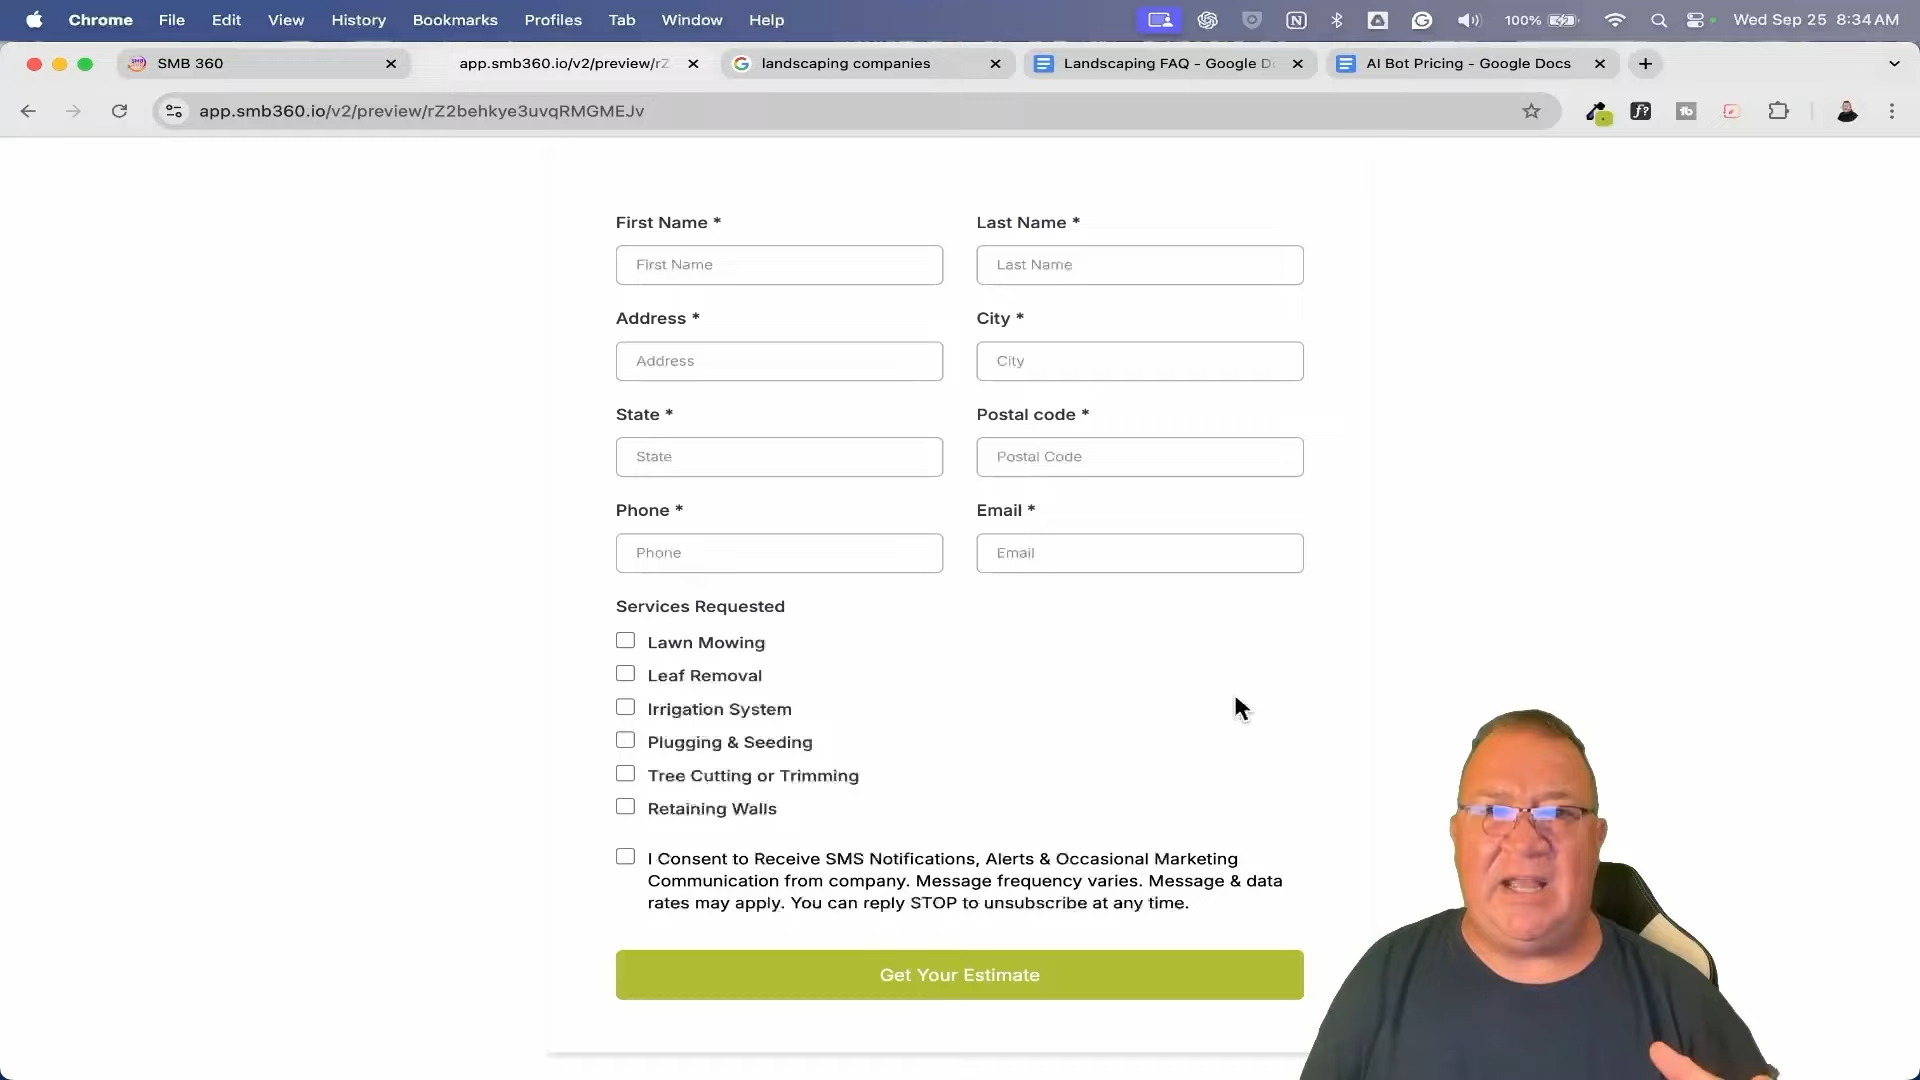 Chrome File Edit View History Bookmarks Profiles Tab Window Help 100% Wed Sep 25 8:34 AM
SMB 360 app.smb360.io/v2/preview/rZ landscaping companies Landscaping FAQ - Google D AI Bot Pricing - Google Docs
app.smb360.io/v2/preview/rZ2behkye3uvqRMGMEJv
First Name * Last Name *
First Name Last Name
Address * City *
Address City
State * Postal code *
State Postal Code
Phone * Email *
Phone Email
Services Requested
Lawn Mowing
Leaf Removal
Irrigation System
Plugging & Seeding
Tree Cutting or Trimming
Retaining Walls
I Consent to Receive SMS Notifications, Alerts & Occasional Marketing
Communication from company. Message frequency varies. Message & data
rates may apply. You can reply STOP to unsubscribe at any time.
Get Your Estimate